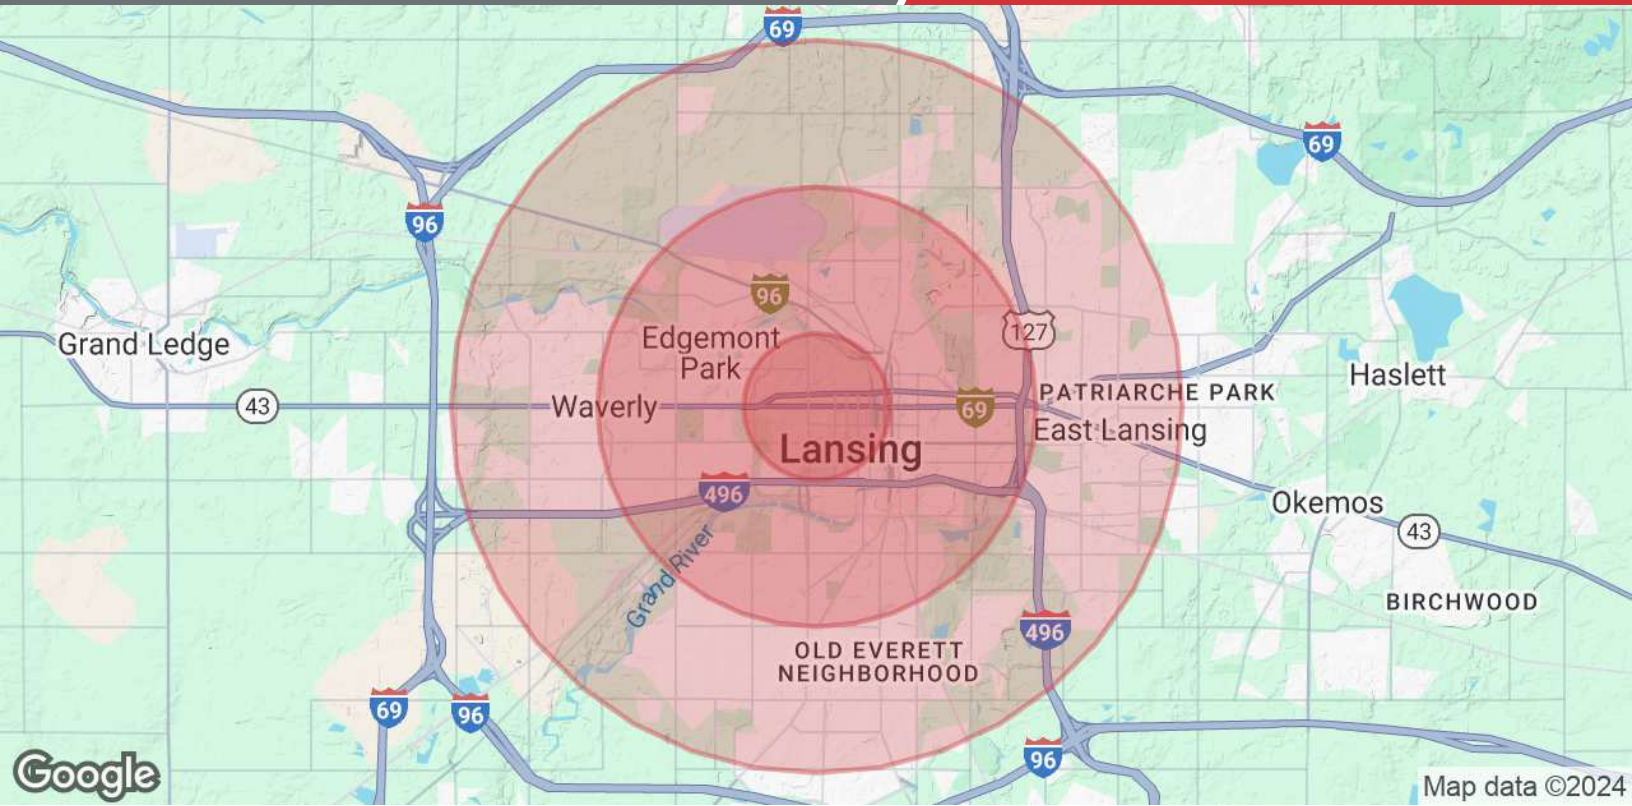 69
69
96
96
Edgemont
Park
127
Grand Ledge
43
Waverly
69
PATRIARCHE PARK
Haslett
East Lansing
Lansing
496
Okemos
43
Grand River
BIRCHWOOD
496
OLD EVERETT
NEIGHBORHOOD
69
96
96
Google
Map data ©2024